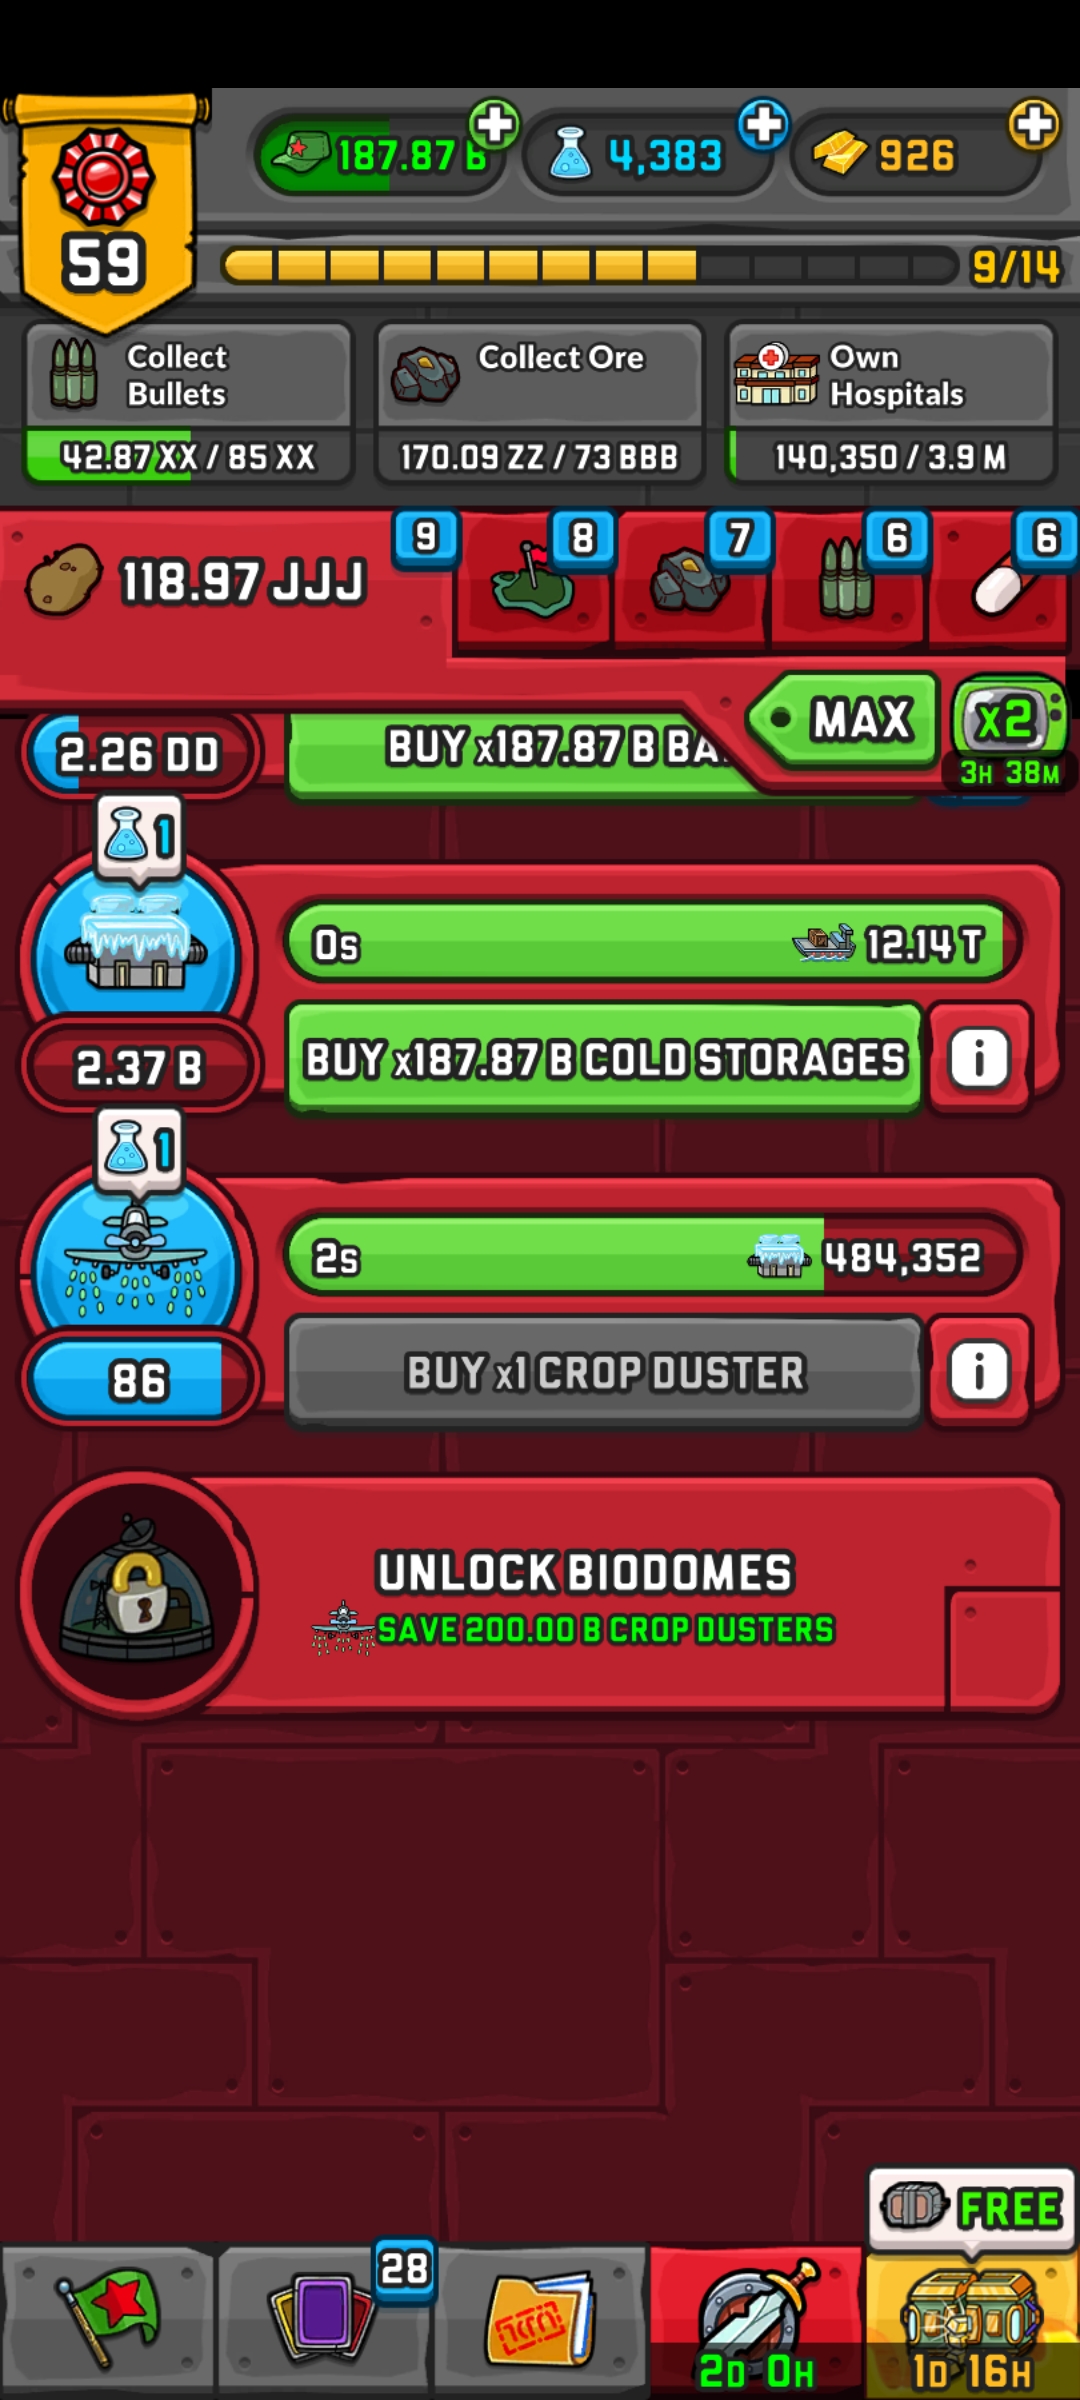 187.87 B
4,383
926
59
9/14
Collect
Bullets
42.87 XX / 85 XX
Collect Ore
170.09 ZZ / 73 BBB
Own
Hospitals
140,350 / 3.9 M
118.97 JJJ
9
8
7
6
6
MAX
x2
3H 38M
2.26 DD
BUY x187.87 B BA
1
0s
12.14 T
2.37 B
BUY x187.87 B COLD STORAGES
i
1
2s
484,352
86
BUY x1 CROP DUSTER
i
UNLOCK BIODOMES
SAVE 200.00 B CROP DUSTERS
FREE
28
2D 0H
1D 16H